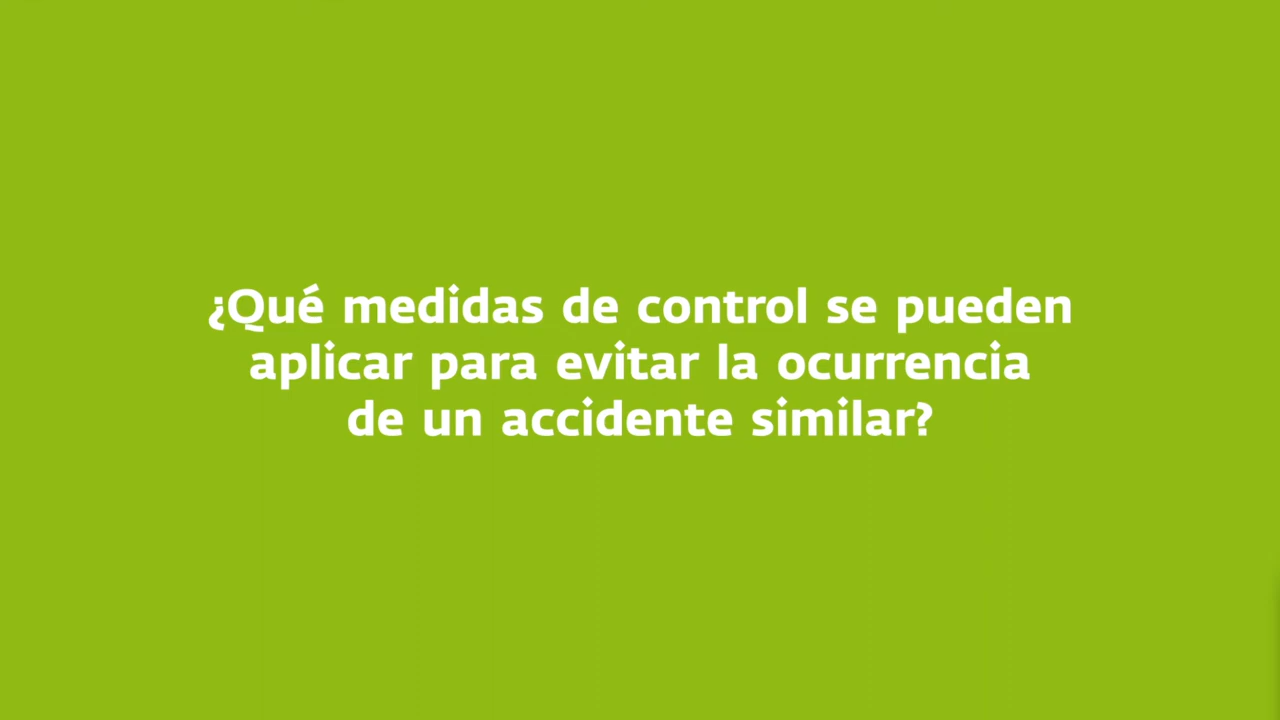 ¿Qué medidas de control se pueden
aplicar para evitar la ocurrencia
de un accidente similar?